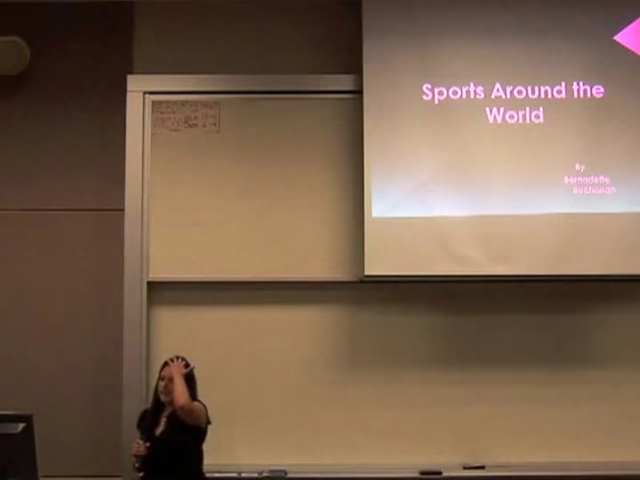 Sports Around the
World
By
Bernadette
Buchanan